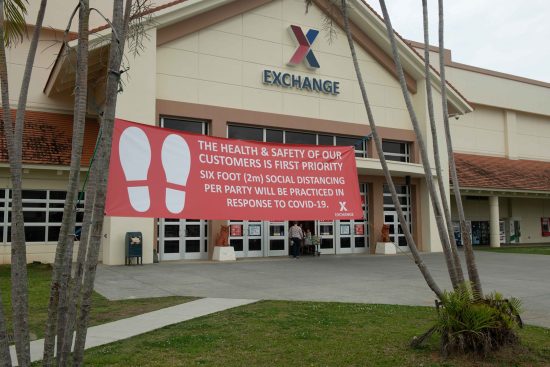 X
EXCHANGE
THE HEALTH & SAFETY OF OUR
CUSTOMERS IS FIRST PRIORITY
SIX FOOT (2m) SOCIAL DISTANCING
PER PARTY WILL BE PRACTICED IN
RESPONSE TO COVID-19.
X
EXCHANGE